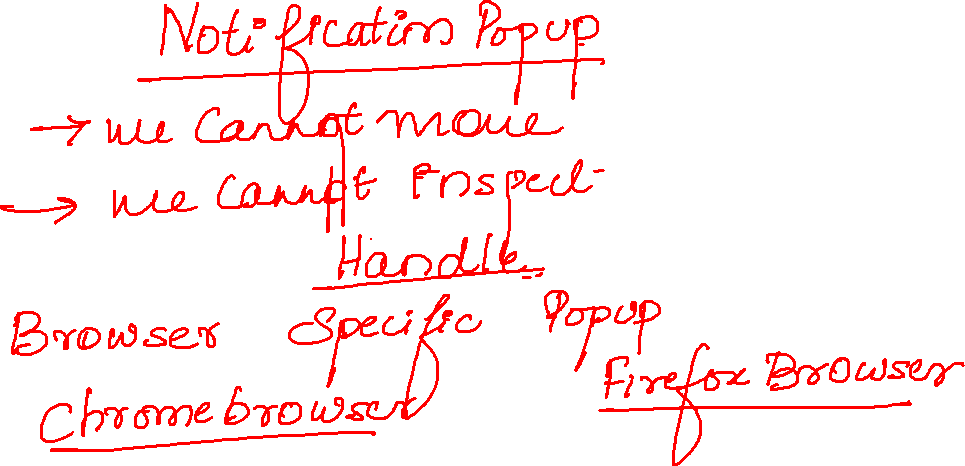 Notification Popup
→ we cannot move
→ we cannot Inspect
Handle
Browser Specific Popup
Chromebrowser Firefox Browser